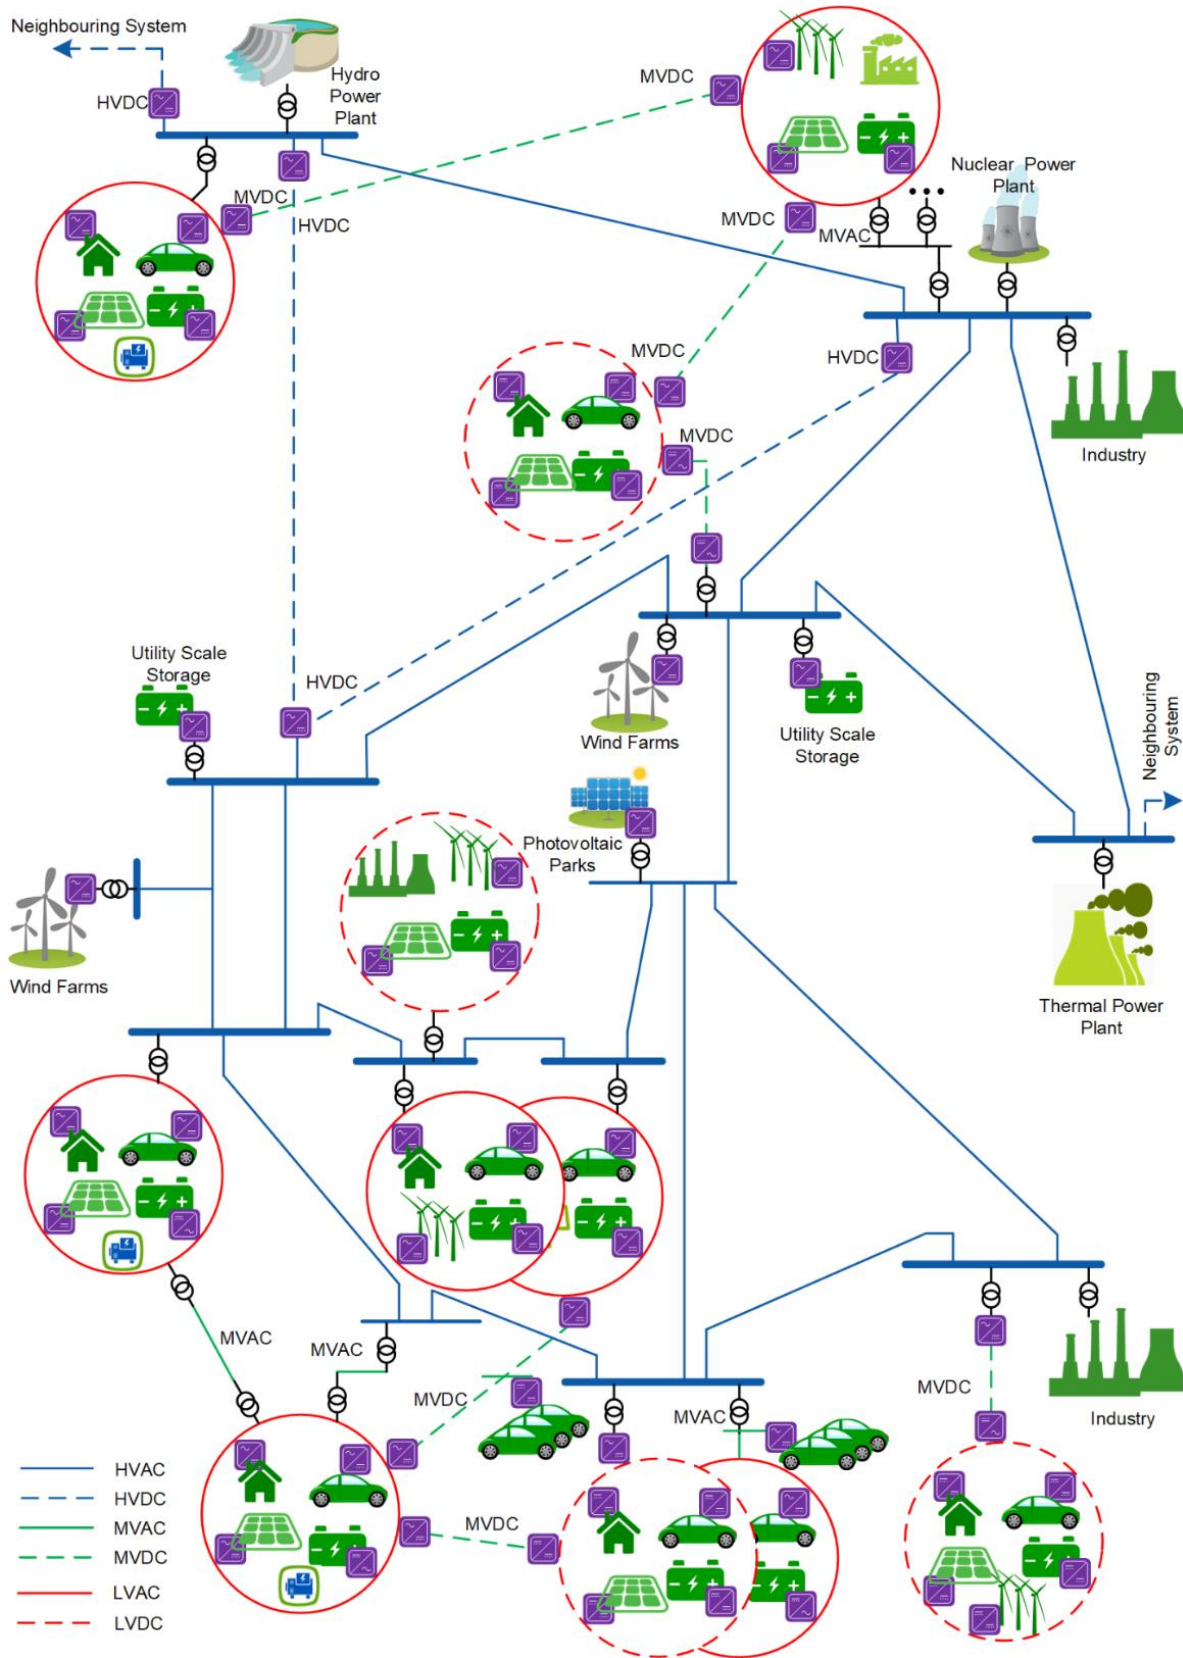 Neighbouring System
HVDC
Hydro
Power
Plant
MVDC
MVDC
HVDC
Nuclear Power
Plant
MVDC
MVAC
•••
MVDC
HVDC
MVDC
Industry
Utility Scale
Storage
HVDC
Wind Farms
Utility Scale
Storage
Neighbouring
System
Photovoltaic
Parks
Wind Farms
Thermal Power
Plant
MVAC
MVAC
MVDC
MVAC
MVDC
Industry
MVDC
HVAC
HVDC
MVAC
MVDC
LVAC
LVDC